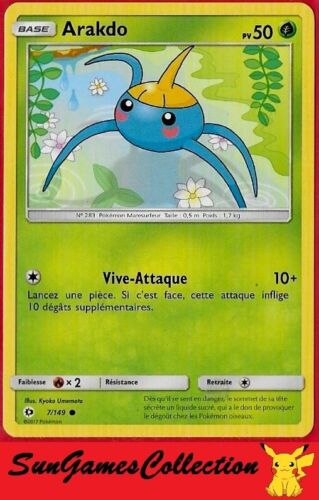 BASE Arakdo PV 50
N° 283 Pokémon Maresurfeur Taille : 0,5 m Poids : 1,7 kg
Vive-Attaque 10+
Lancez une pièce. Si c'est face, cette attaque inflige
10 dégâts supplémentaires.
Faiblesse × 2 Résistance Retraite
Illus. Kyoko Umemoto
7/149
©2017 Pokémon
Dès qu'il se sent en danger, le sommet de sa tête
sécrète un liquide sucré, qui a le don de provoquer
le dégoût chez les Pokémon oiseaux.
SunGamesCollection